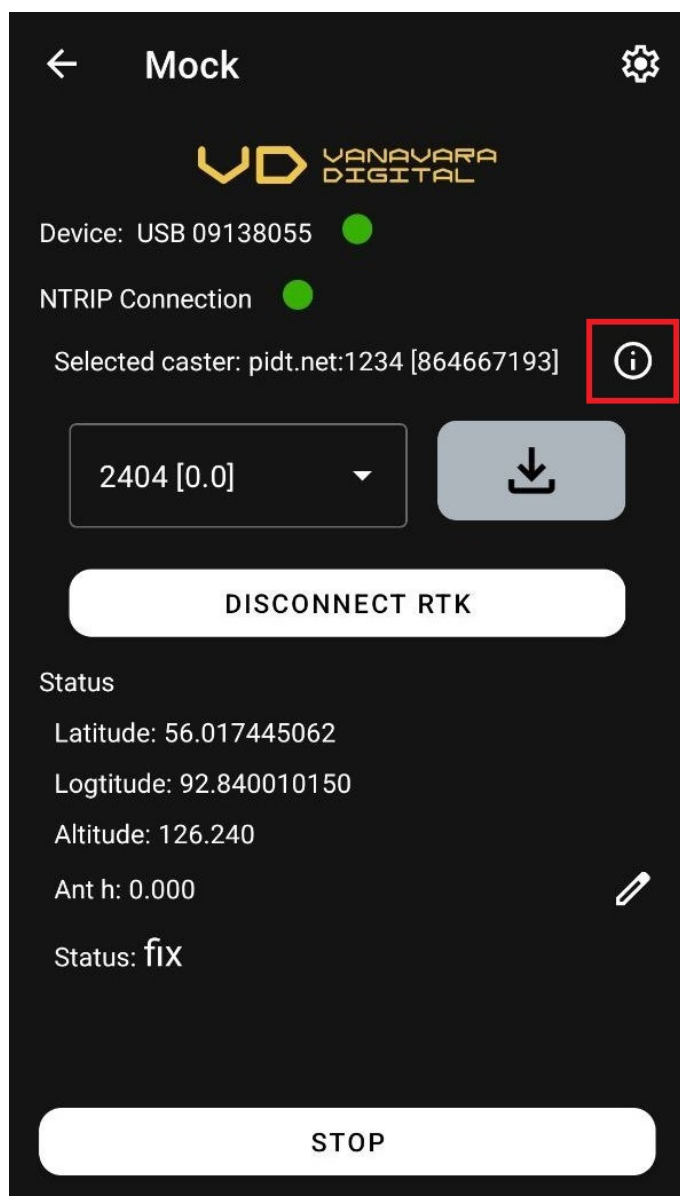 Mock
VD VANAVARA
DIGITAL
Device: USB 09138055
NTRIP Connection
Selected caster: pidt.net:1234 [864667193]
2404 [0.0]
DISCONNECT RTK
Status
Latitude: 56.017445062
Logtitude: 92.840010150
Altitude: 126.240
Ant h: 0.000
Status: fix
STOP